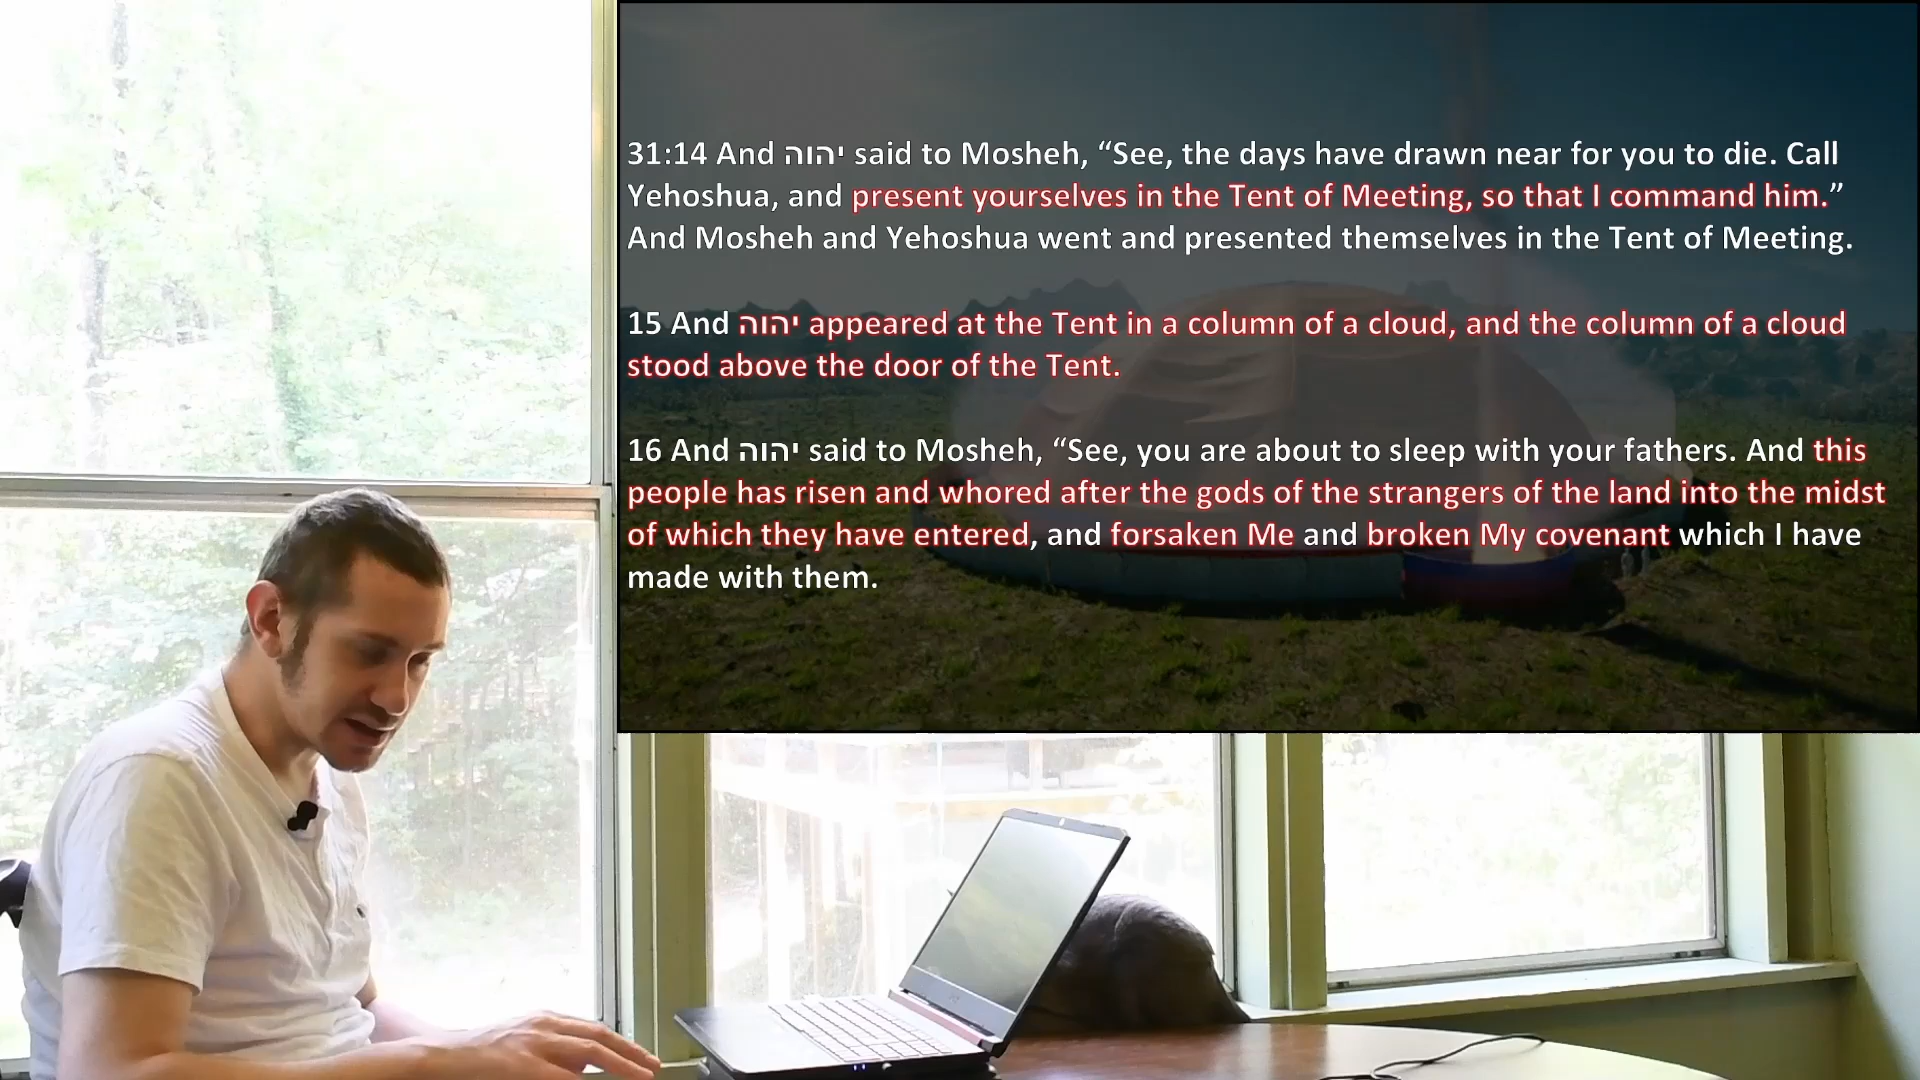 31:14 And יהוה said to Mosheh, “See, the days have drawn near for you to die. Call
Yehoshua, and present yourselves in the Tent of Meeting, so that I command him.”
And Mosheh and Yehoshua went and presented themselves in the Tent of Meeting.
15 And יהוה appeared at the Tent in a column of a cloud, and the column of a cloud
stood above the door of the Tent.
16 And יהוה said to Mosheh, “See, you are about to sleep with your fathers. And this
people has risen and whored after the gods of the strangers of the land into the midst
of which they have entered, and forsaken Me and broken My covenant which I have
made with them.